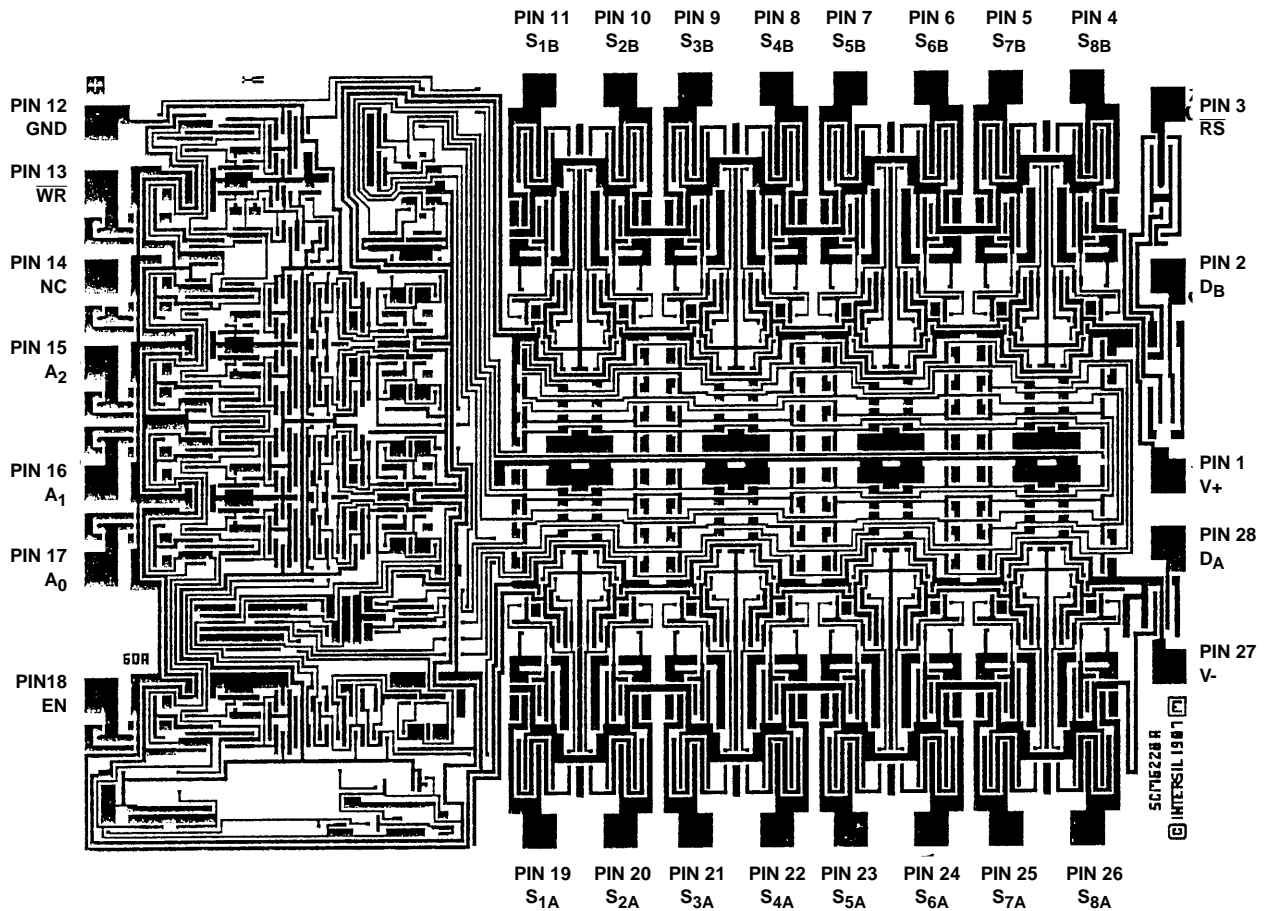 PIN 11 PIN 10 PIN 9 PIN 8 PIN 7 PIN 6 PIN 5 PIN 4
S1B S2B S3B S4B S5B S6B S7B S8B
PIN 12
GND
PIN 13
WR
PIN 14
NC
PIN 15
A2
PIN 16
A1
PIN 17
A0
PIN18
EN
PIN 3
RS
PIN 2
DB
PIN 1
V+
PIN 28
DA
PIN 27
V-
© INTERSIL 1987
PIN 19 PIN 20 PIN 21 PIN 22 PIN 23 PIN 24 PIN 25 PIN 26
S1A S2A S3A S4A S5A S6A S7A S8A